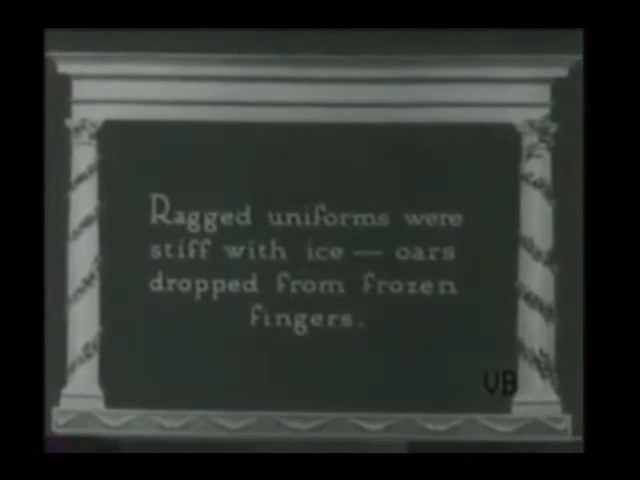 Ragged uniforms were
stiff with ice — oars
dropped from frozen
fingers.
VB